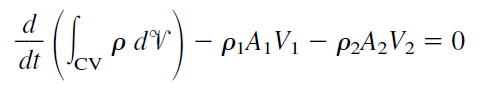 d/dt (∫_CV ρ dV) − ρ₁A₁V₁ − ρ₂A₂V₂ = 0